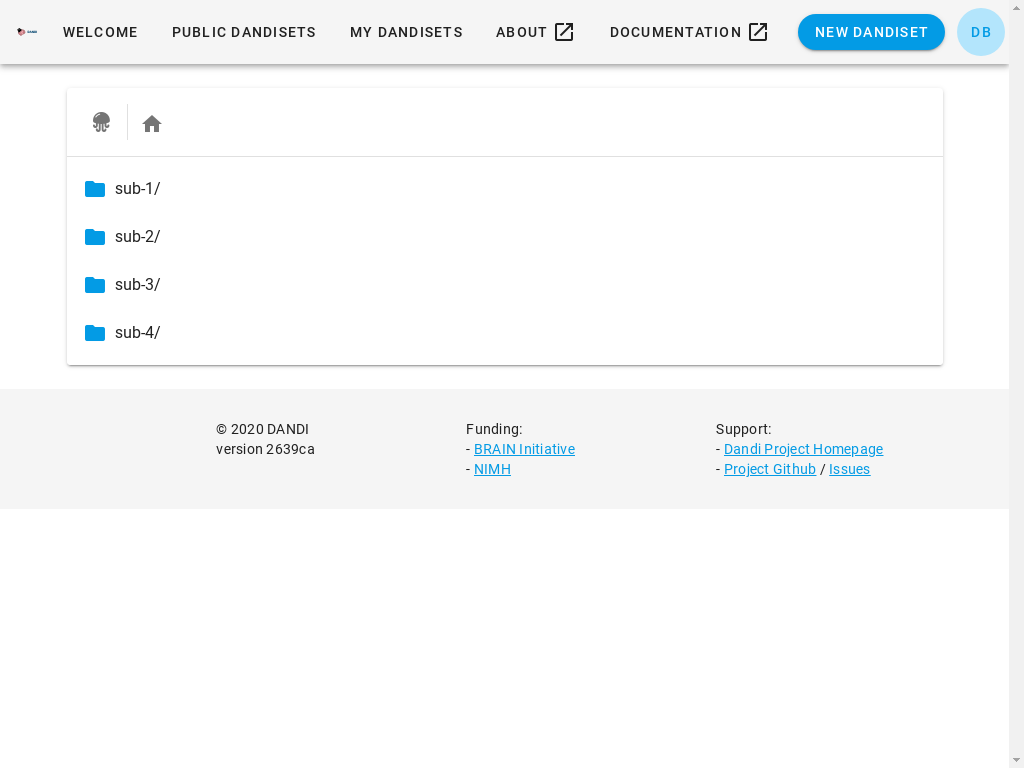 WELCOME PUBLIC DANDISETS MY DANDISETS ABOUT DOCUMENTATION NEW DANDISET DB
sub-1/
sub-2/
sub-3/
sub-4/
© 2020 DANDI
version 2639ca
Funding:
- BRAIN Initiative
- NIMH
Support:
- Dandi Project Homepage
- Project Github / Issues